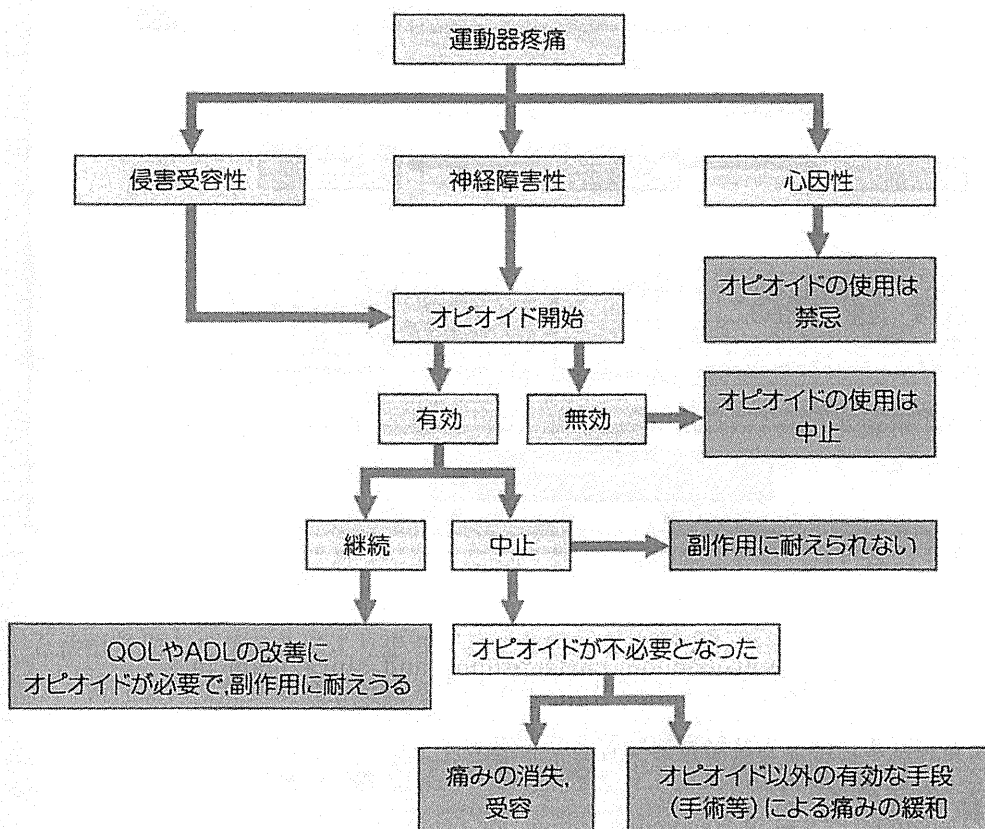 運動器疼痛
侵害受容性
神経障害性
心因性
オピオイドの使用は
禁忌
オピオイド開始
有効
無効
オピオイドの使用は
中止
継続
中止
副作用に耐えられない
QOLやADLの改善に
オピオイドが必要で,副作用に耐えうる
オピオイドが不必要となった
痛みの消失,
受容
オピオイド以外の有効な手段
(手術等)による痛みの緩和